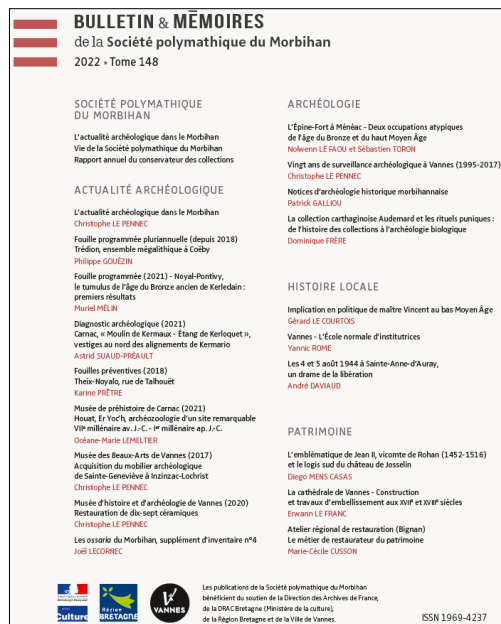 BULLETIN & MĒMOIRES
de la Société polymathique du Morbihan
2022 • Tome 148
SOCIÉTÉ POLYMATHIQUE
DU MORBIHAN
L'actualité archéologique dans le Morbihan
Vie de la Société polymathique du Morbihan
Rapport annuel du conservateur des collections
ACTUALITÉ ARCHÉOLOGIQUE
L'actualité archéologique dans le Morbihan
Christophe LE PENNEC
Fouille programmée pluriannuelle (depuis 2018)
Trédion, ensemble mégalithique à Coëby
Philippe GOUÉZIN
Fouille programmée (2021) - Noyal-Pontivy,
le tumulus de l'âge du Bronze ancien de Kerledain :
premiers résultats
Muriel MÉLIN
Diagnostic archéologique (2021)
Carnac, « Moulin de Kermaux - Étang de Kerloquet »,
vestiges au nord des alignements de Kermario
Astrid SUAUD-PRÉAULT
Fouilles préventives (2018)
Theix-Noyalo, rue de Talhouët
Karine PRÊTRE
Musée de préhistoire de Carnac (2021)
Houat, Er Yoc'h, archéozoologie d'un site remarquable
VIIe millénaire av. J.-C. - Ier millénaire ap. J.-C.
Océane-Marie LEMELTIER
Musée des Beaux-Arts de Vannes (2017)
Acquisition du mobilier archéologique
de Sainte-Geneviève à Inzinzac-Lochrist
Christophe LE PENNEC
Musée d'histoire et d'archéologie de Vannes (2020)
Restauration de dix-sept céramiques
Christophe LE PENNEC
Les ossaria du Morbihan, supplément d'inventaire n°4
Joël LECORNEC
ARCHÉOLOGIE
L'Épine-Fort à Ménéac - Deux occupations atypiques
de l'âge du Bronze et du haut Moyen Âge
Nolwenn LE FAOU et Sébastien TORON
Vingt ans de surveillance archéologique à Vannes (1995-2017)
Christophe LE PENNEC
Notices d'archéologie historique morbihannaise
Patrick GALLIOU
La collection carthaginoise Audemard et les rituels puniques :
de l'histoire des collections à l'archéologie biologique
Dominique FRÈRE
HISTOIRE LOCALE
Implication en politique de maître Vincent au bas Moyen Âge
Gérard LE COURTOIS
Vannes - L'École normale d'institutrices
Yannic ROME
Les 4 et 5 août 1944 à Sainte-Anne-d'Auray,
un drame de la libération
André DAVIAUD
PATRIMOINE
L'emblématique de Jean II, vicomte de Rohan (1452-1516)
et le logis sud du château de Josselin
Diego MENS CASAS
La cathédrale de Vannes - Construction
et travaux d'embellissement aux XVIIe et XVIIIe siècles
Erwann LE FRANC
Atelier régional de restauration (Bignan)
Le métier de restaurateur du patrimoine
Marie-Cécile CUSSON
Culture
Région
BRETAGNE
VANNES
Les publications de la Société polymathique du Morbihan
bénéficient du soutien de la Direction des Archives de France,
de la DRAC Bretagne (Ministère de la culture),
de la Région Bretagne et de la Ville de Vannes.
ISSN 1969-4237